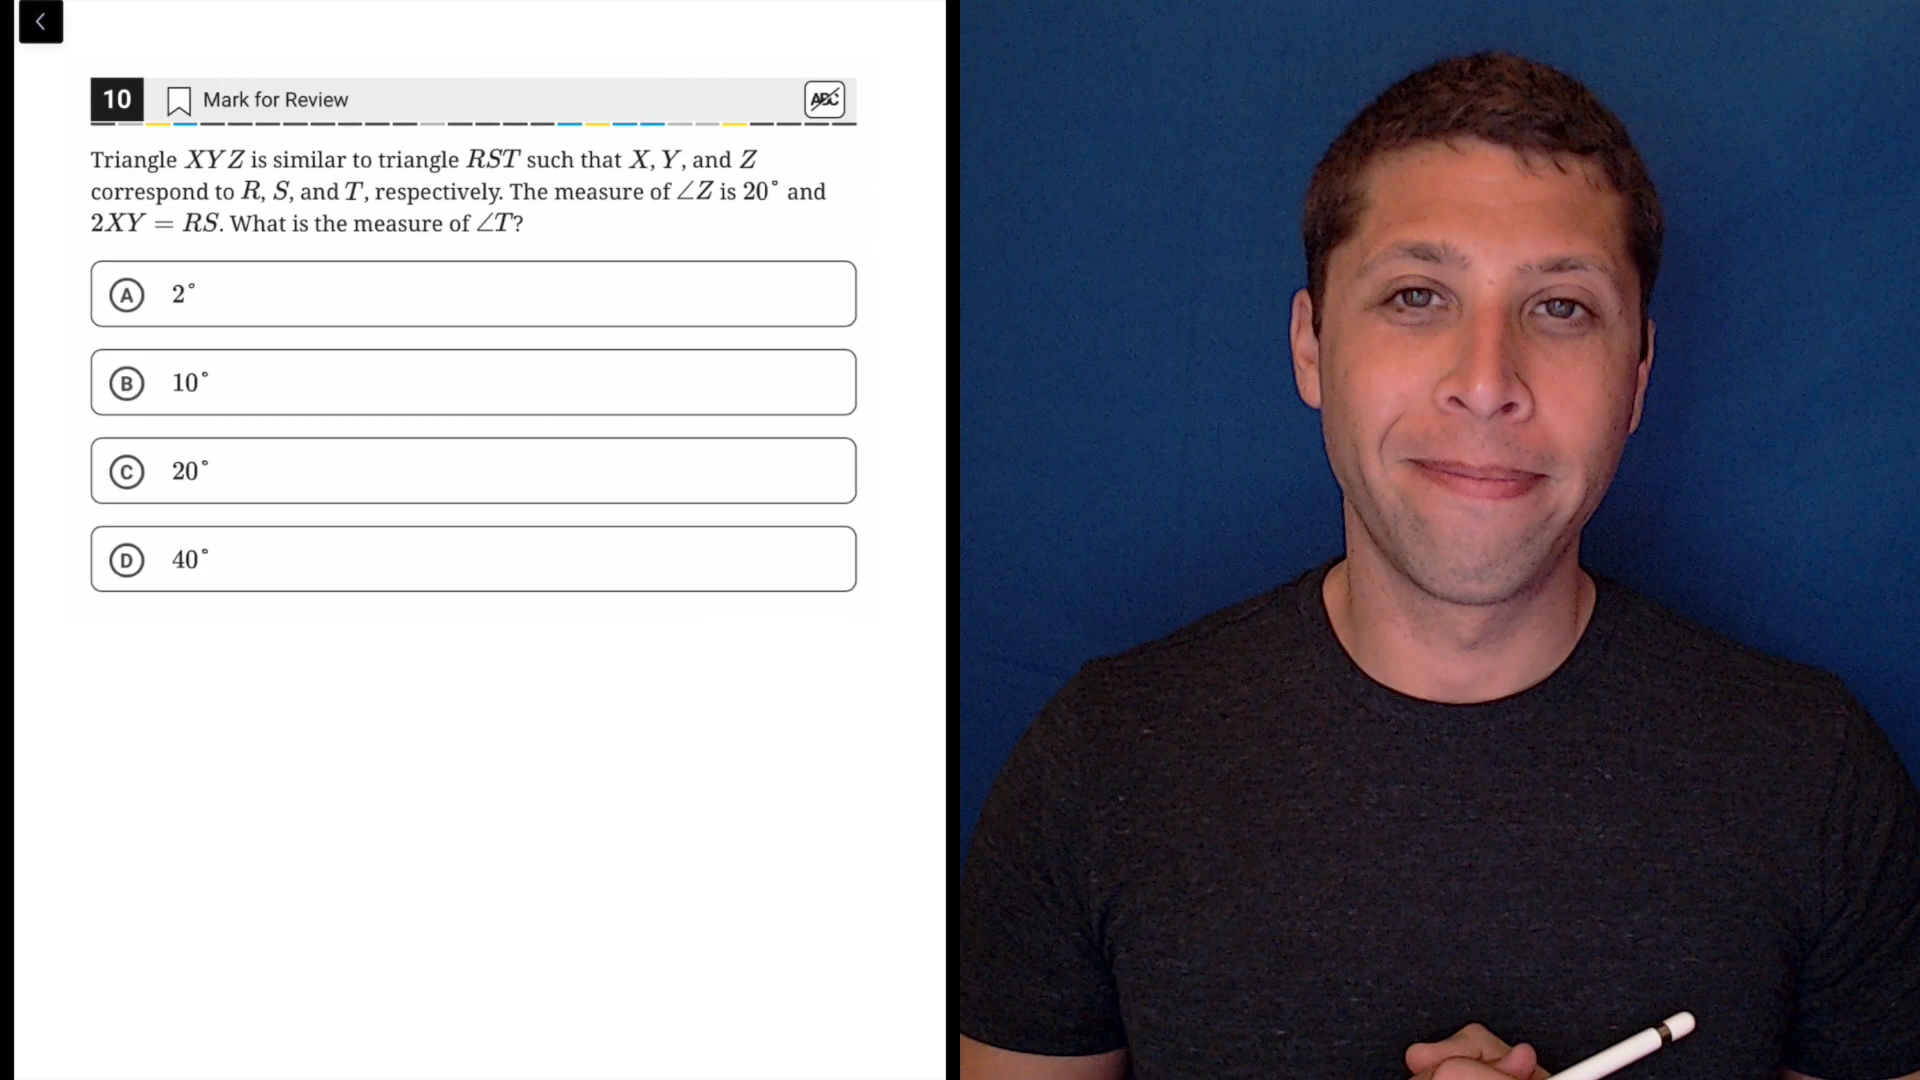 10 Mark for Review ABC
Triangle XYZ is similar to triangle RST such that X, Y, and Z
correspond to R, S, and T, respectively. The measure of ∠Z is 20° and
2XY = RS. What is the measure of ∠T?
A 2°
B 10°
C 20°
D 40°